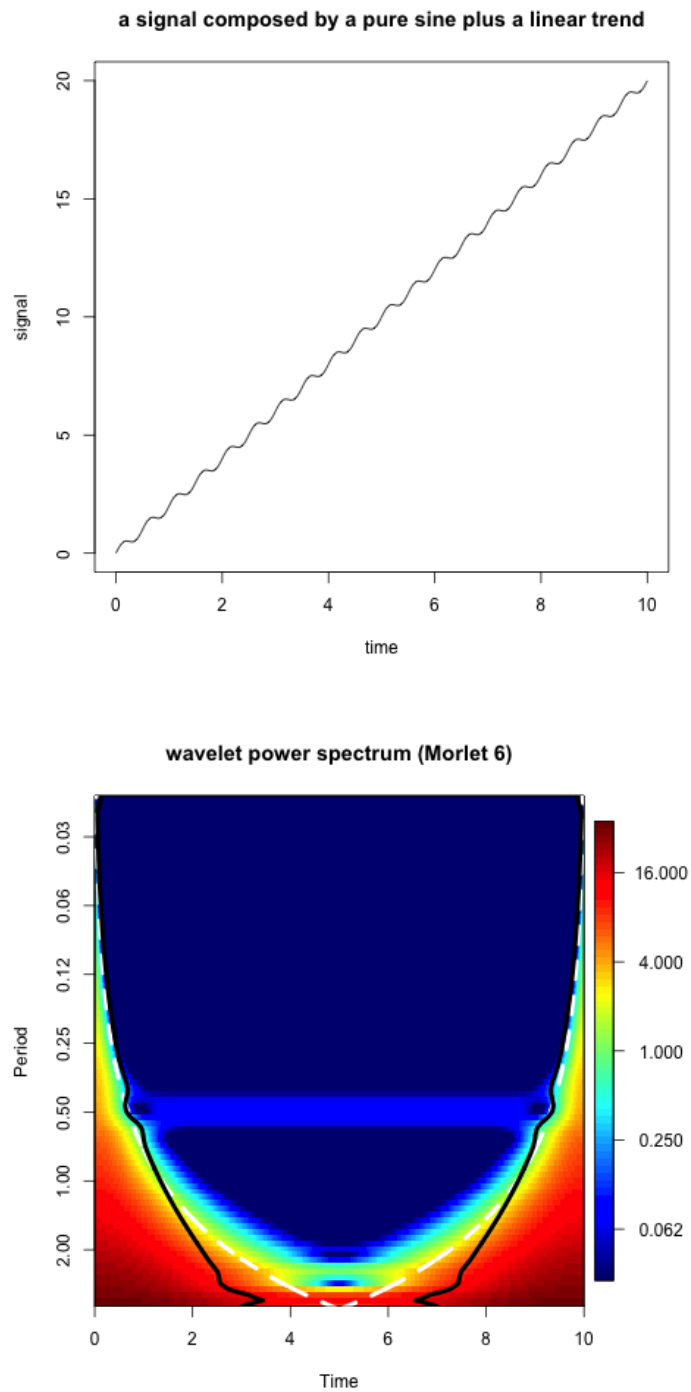 a signal composed by a pure sine plus a linear trend
20
15
10
5
0
signal
0 2 4 6 8 10
time
wavelet power spectrum (Morlet 6)
0.03
0.06
0.12
0.25
0.50
1.00
2.00
Period
16.000
4.000
1.000
0.250
0.062
0 2 4 6 8 10
Time